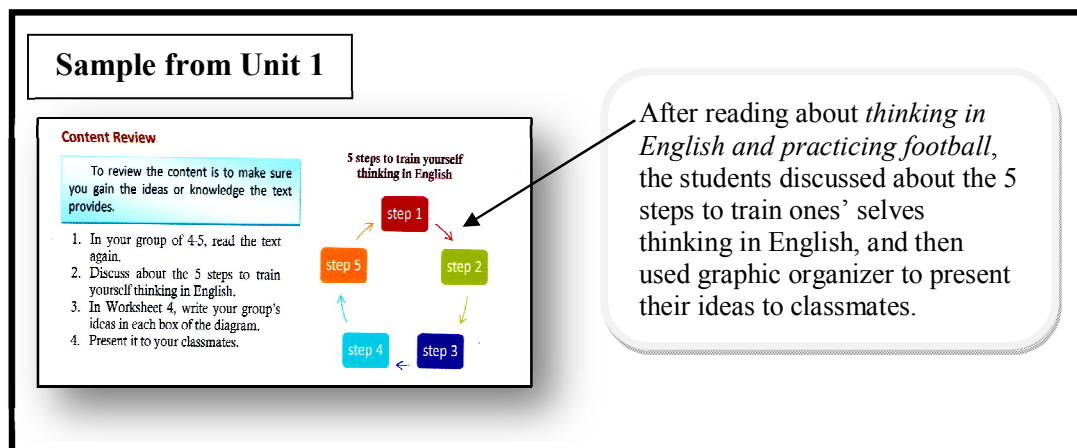 Sample from Unit 1
Content Review
To review the content is to make sure
you gain the ideas or knowledge the text
provides.
1. In your group of 4-5, read the text
again.
2. Discuss about the 5 steps to train
yourself thinking in English.
3. In Worksheet 4, write your group's
ideas in each box of the diagram.
4. Present it to your classmates.
5 steps to train yourself
thinking in English
step 1
step 2
step 3
step 4
step 5
After reading about thinking in
English and practicing football,
the students discussed about the 5
steps to train ones' selves
thinking in English, and then
used graphic organizer to present
their ideas to classmates.